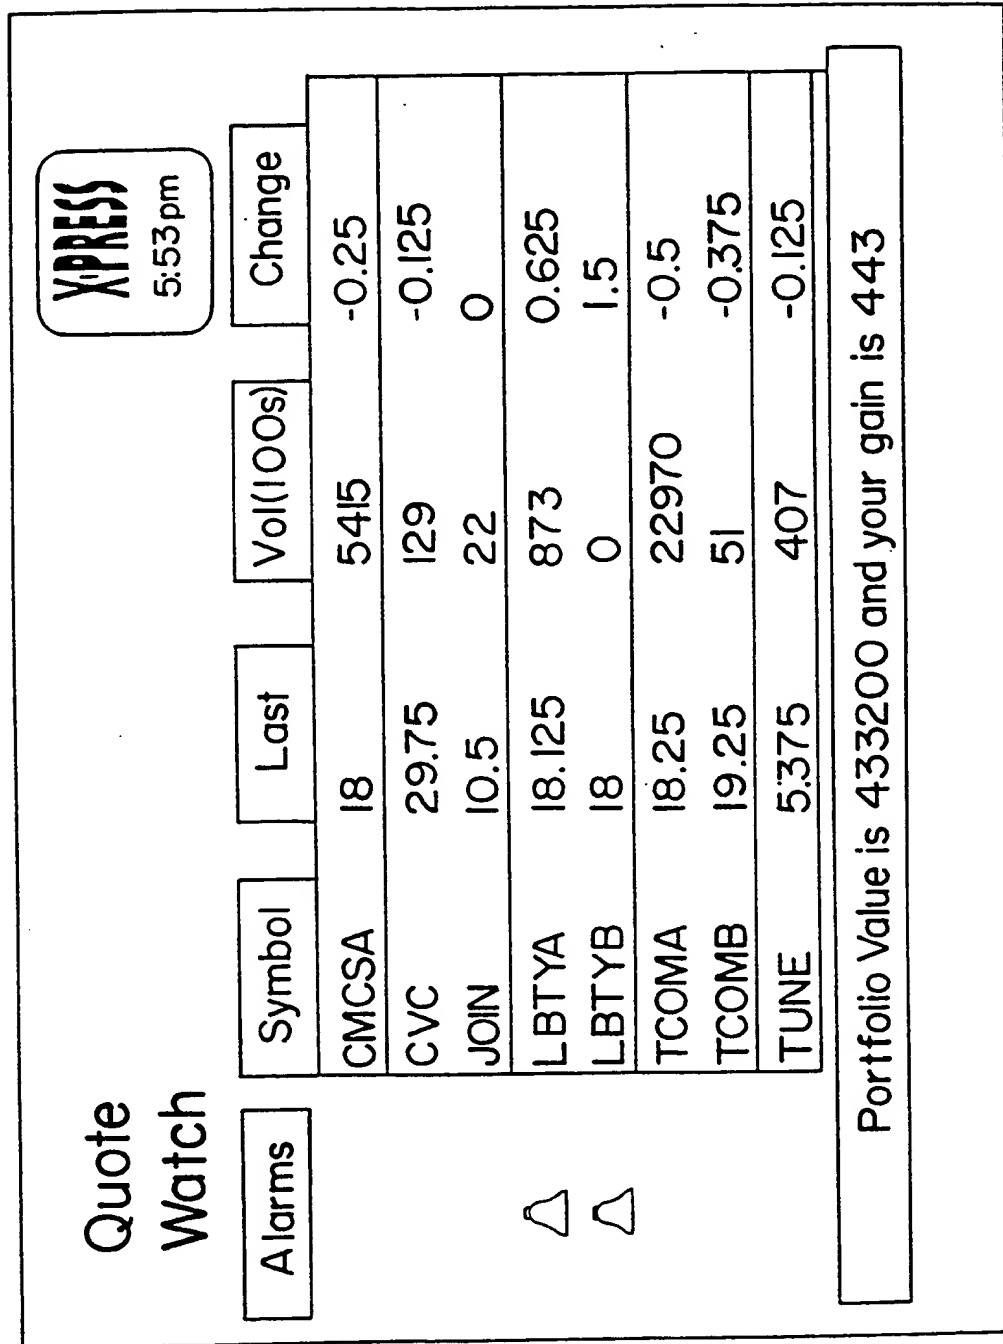 Quote
Watch
X·PRESS
5:53pm
Alarms Symbol Last Vol(100s) Change
CMCSA 18 5415 -0.25
CVC 29.75 129 -0.125
JOIN 10.5 22 0
LBTYA 18.125 873 0.625
LBTYB 18 0 1.5
TCOMA 18.25 22970 -0.5
TCOMB 19.25 51 -0.375
TUNE 5.375 407 -0.125
Portfolio Value is 433200 and your gain is 443